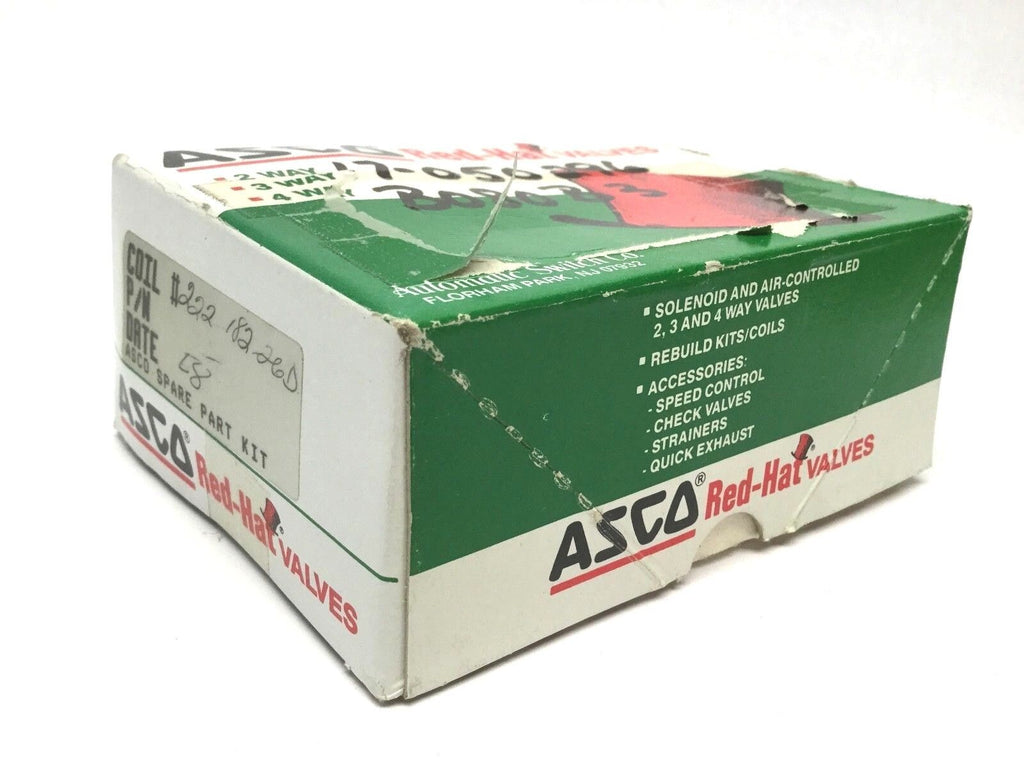 ASCO Red-Hat VALVES
▪ 2 WAY
▪ 3 WAY
▪ 4 WAY
Automatic Switch Co.
FLORHAM PARK, NJ 07932
COIL #222 182-26D
P/N
DATE
ASCO SPARE PART KIT
ASCO® Red-Hat® VALVES
▪ SOLENOID AND AIR-CONTROLLED
2, 3 AND 4 WAY VALVES
▪ REBUILD KITS/COILS
▪ ACCESSORIES:
- SPEED CONTROL
- CHECK VALVES
- STRAINERS
- QUICK EXHAUST
ASCO® Red-Hat® VALVES